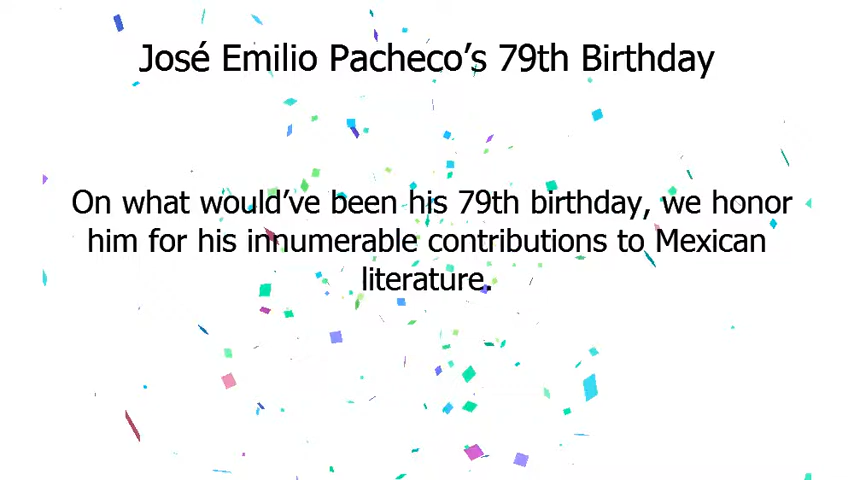 José Emilio Pacheco’s 79th Birthday
On what would’ve been his 79th birthday, we honor
him for his innumerable contributions to Mexican
literature.